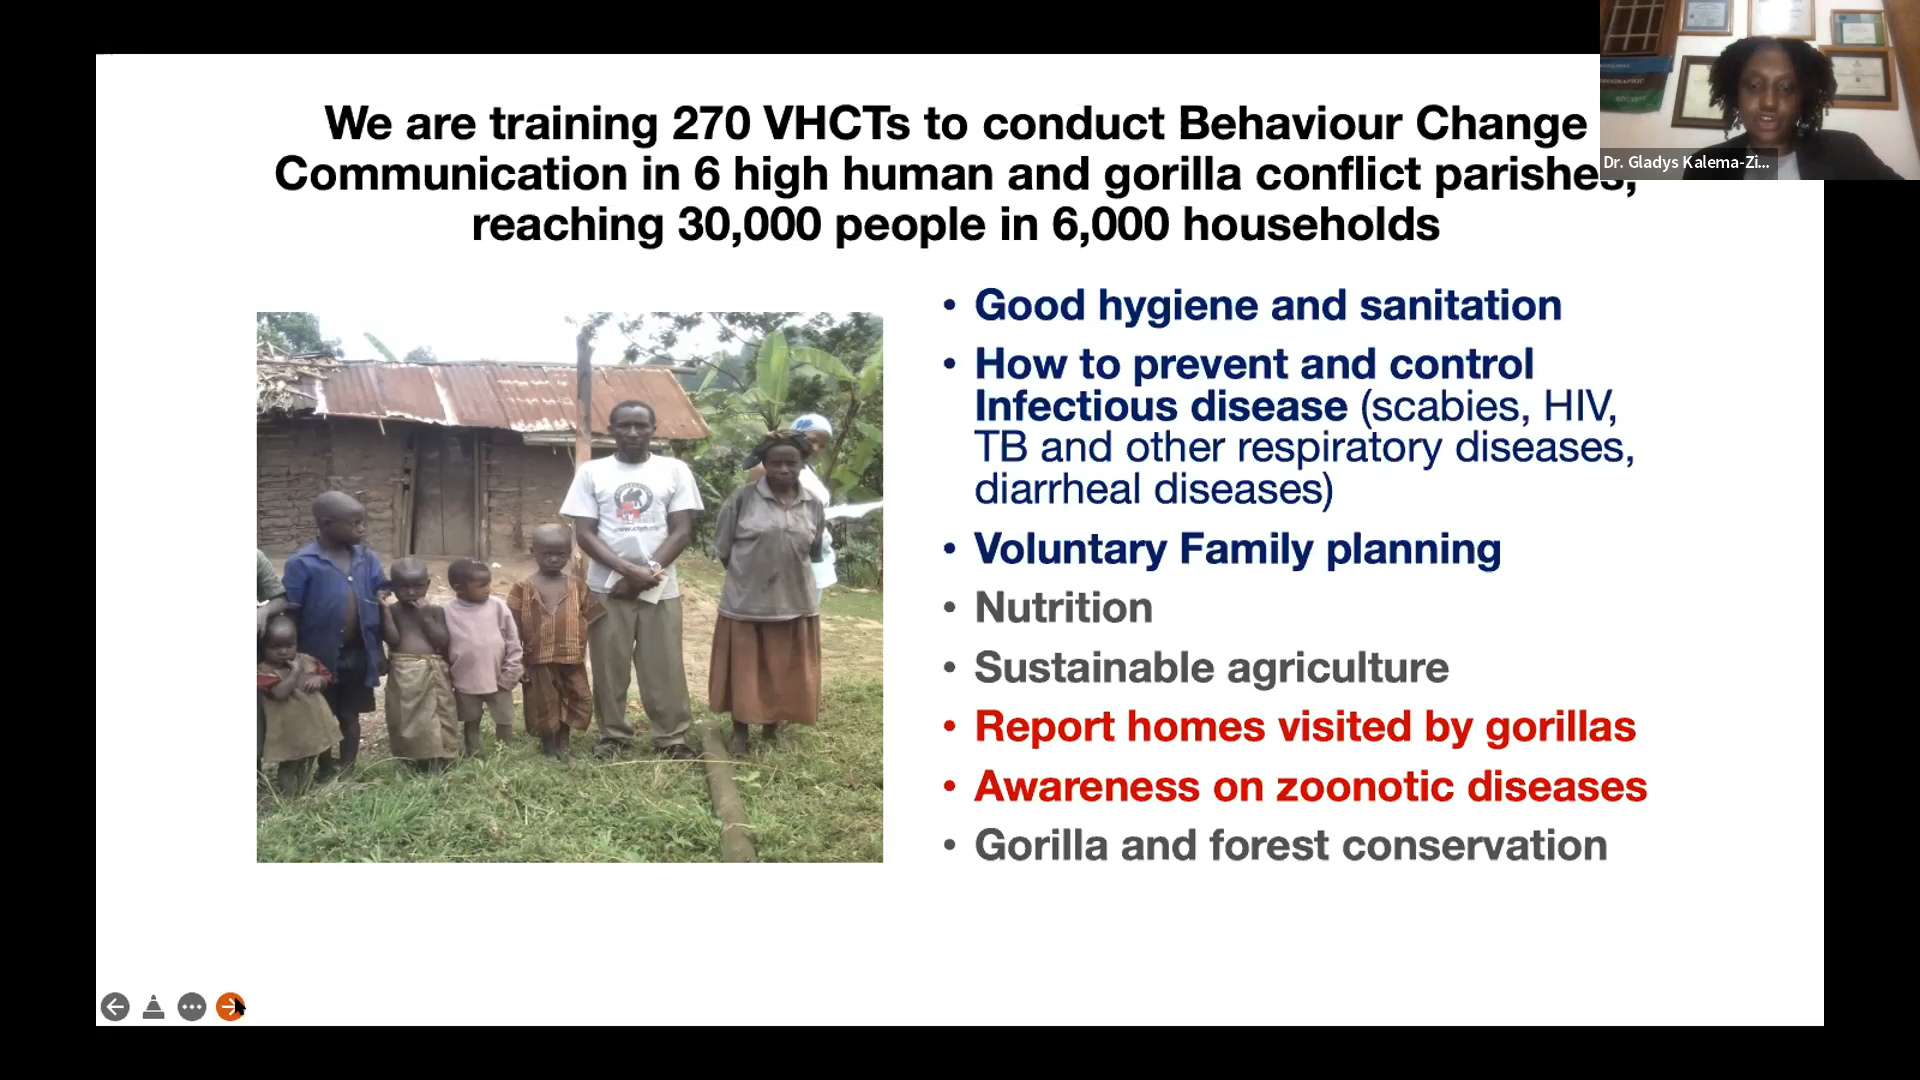 We are training 270 VHCTs to conduct Behaviour Change
Communication in 6 high human and gorilla conflict parishes,
reaching 30,000 people in 6,000 households
Dr. Gladys Kalema-Zi...
• Good hygiene and sanitation
• How to prevent and control
Infectious disease (scabies, HIV,
TB and other respiratory diseases,
diarrheal diseases)
• Voluntary Family planning
• Nutrition
• Sustainable agriculture
• Report homes visited by gorillas
• Awareness on zoonotic diseases
• Gorilla and forest conservation